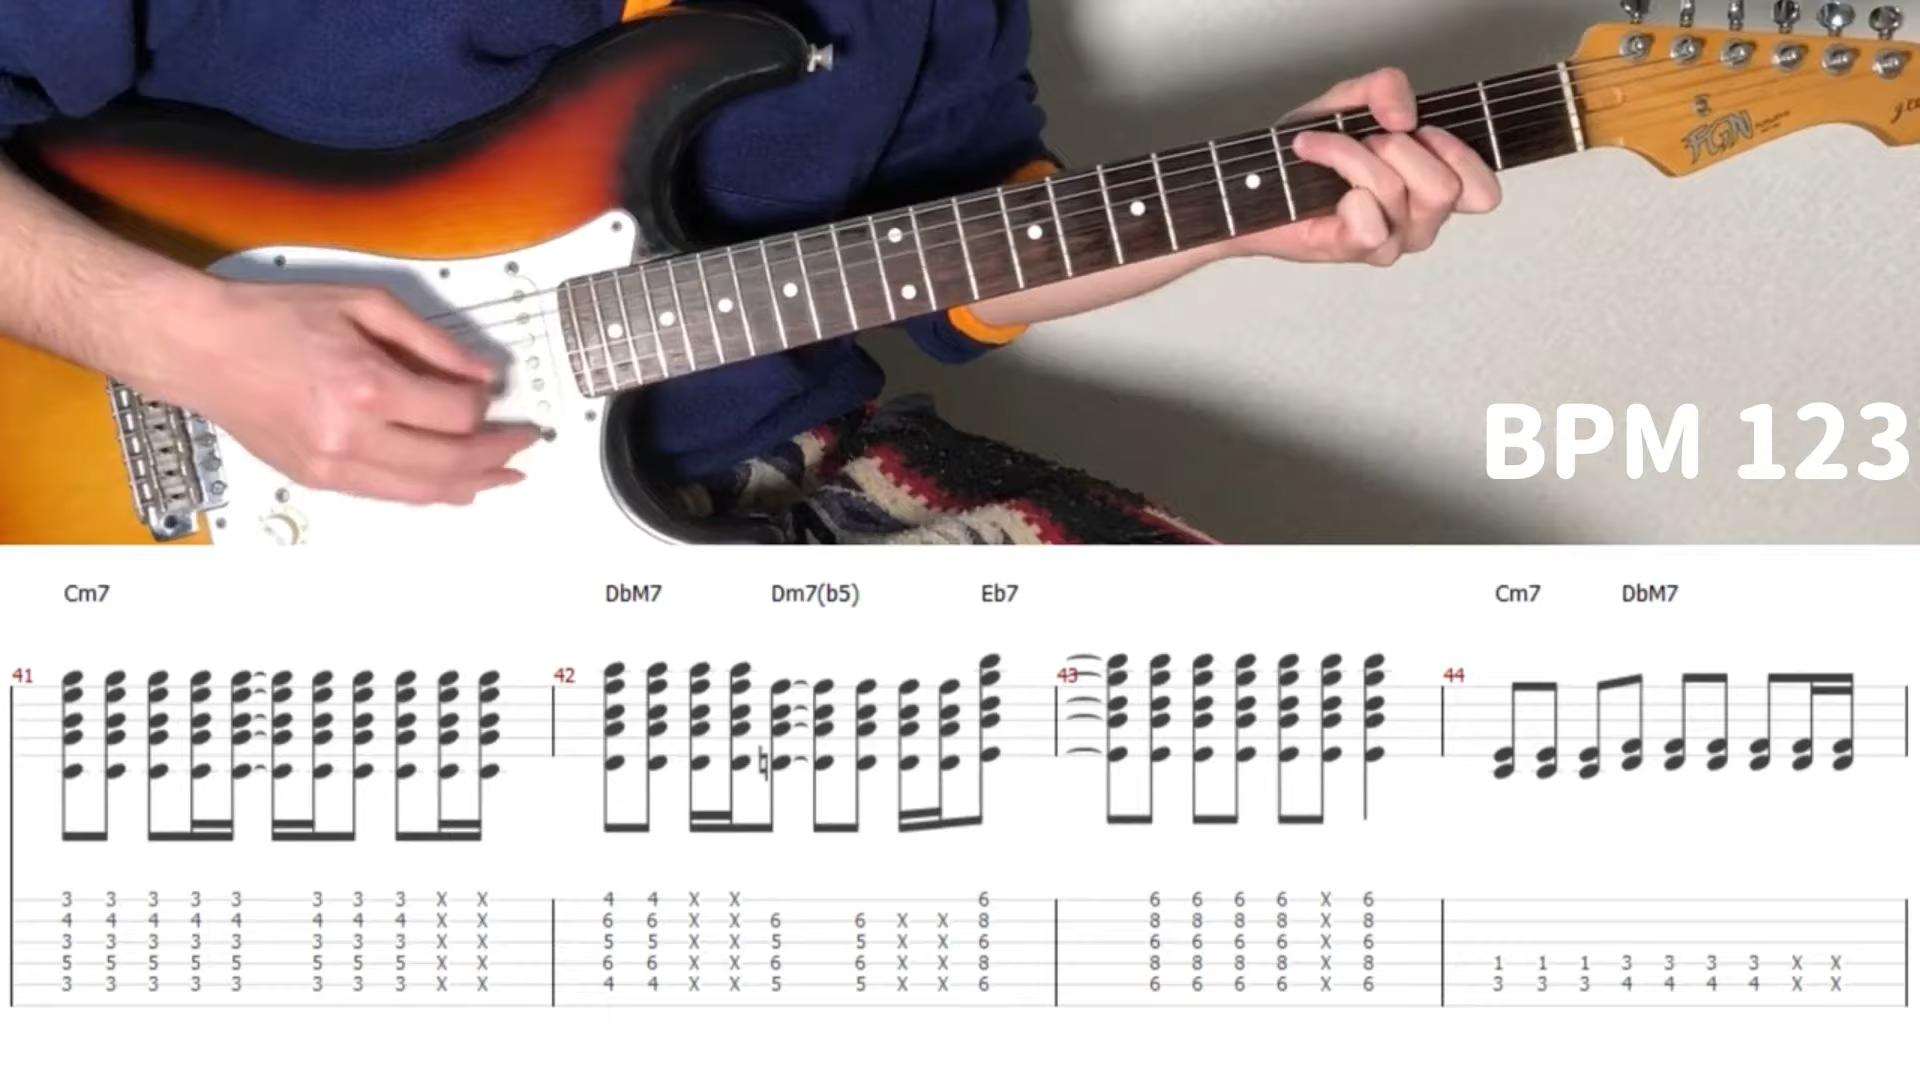 FGN
BPM 123
Cm7 DbM7 Dm7(b5) Eb7 Cm7 DbM7
41 42 43 44
3 3 3 3 3 3 3 3 X X 4 4 X X 6 6 6 6 6 X 6
4 4 4 4 4 4 4 4 X X 6 6 X X 6 6 X X 8 8 8 8 8 X 8
3 3 3 3 3 3 3 3 X X 5 5 X X 5 5 X X 6 6 6 6 6 X 6
5 5 5 5 5 5 5 5 X X 6 6 X X 6 6 X X 8 8 8 8 8 X 8 1 1 1 3 3 3 3 X X
3 3 3 3 3 3 3 3 X X 4 4 X X 5 5 X X 6 6 6 6 6 X 6 3 3 3 4 4 4 4 X X